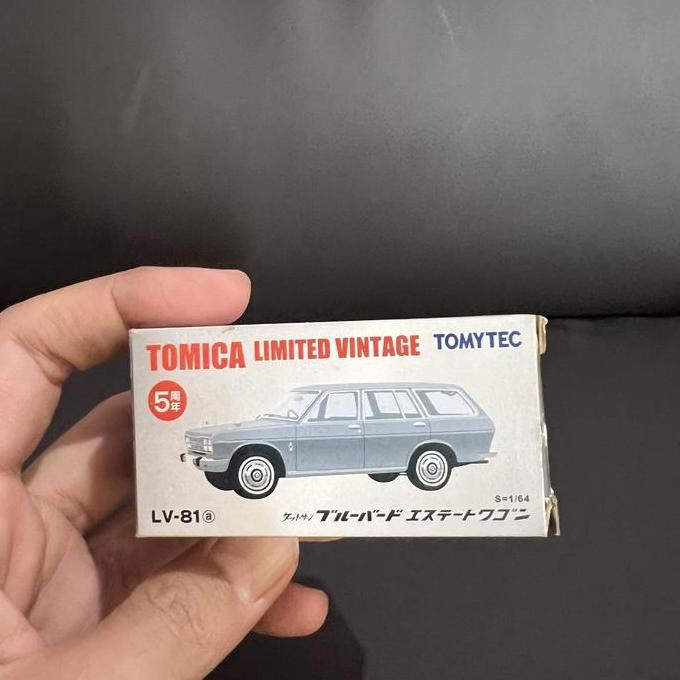 TOMICA LIMITED VINTAGE TOMYTEC
5周年
S=1/64
LV-81ⓐ ダットサン ブルーバード エステートワゴン